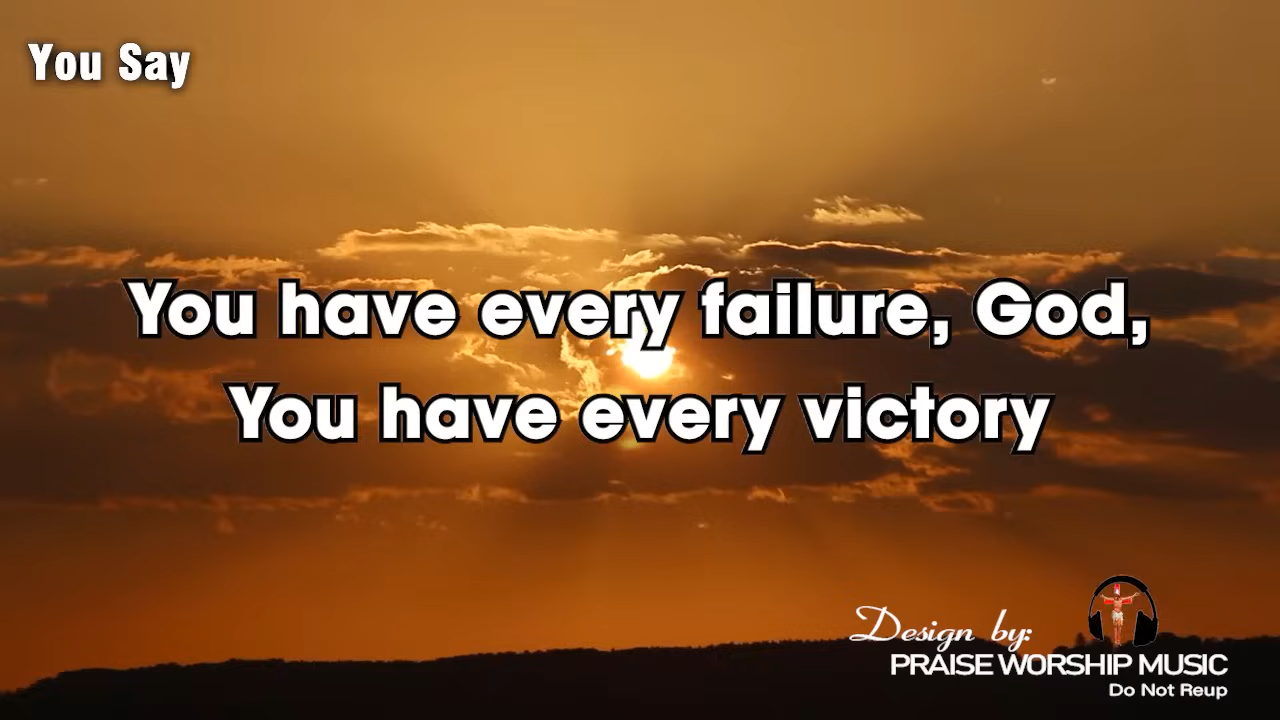 You Say
You have every failure, God,
You have every victory
Design by:
PRAISE WORSHIP MUSIC
Do Not Reup